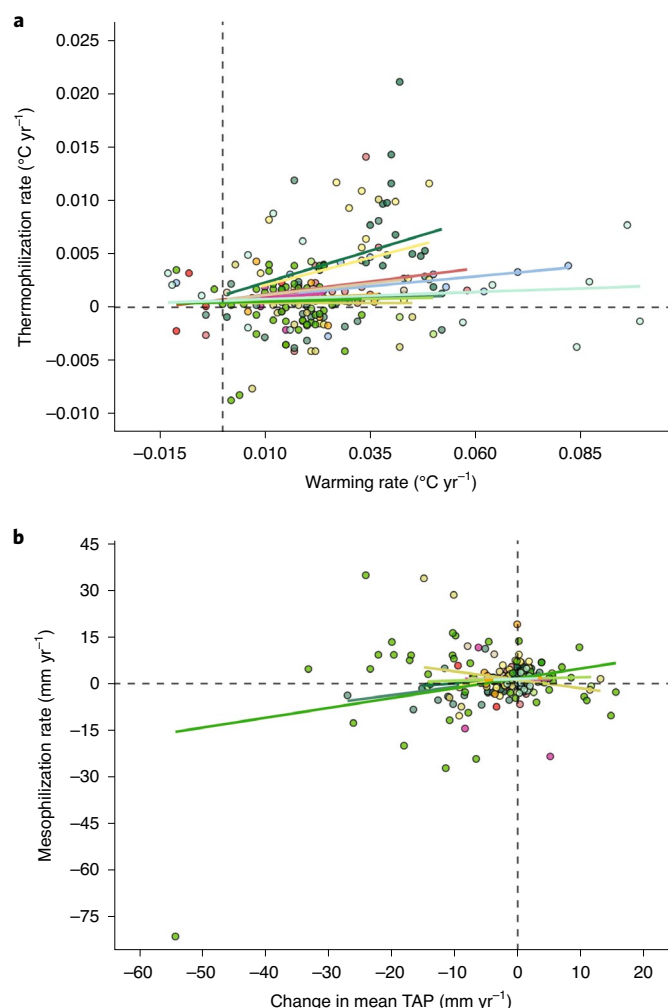 a
0.025
0.020
0.015
0.010
0.005
0
–0.005
–0.010
Thermophilization rate (°C yr–1)
–0.015 0.010 0.035 0.060 0.085
Warming rate (°C yr–1)
b
45
30
15
0
–15
–30
–45
–60
–75
Mesophilization rate (mm yr–1)
–60 –50 –40 –30 –20 –10 0 10 20
Change in mean TAP (mm yr–1)